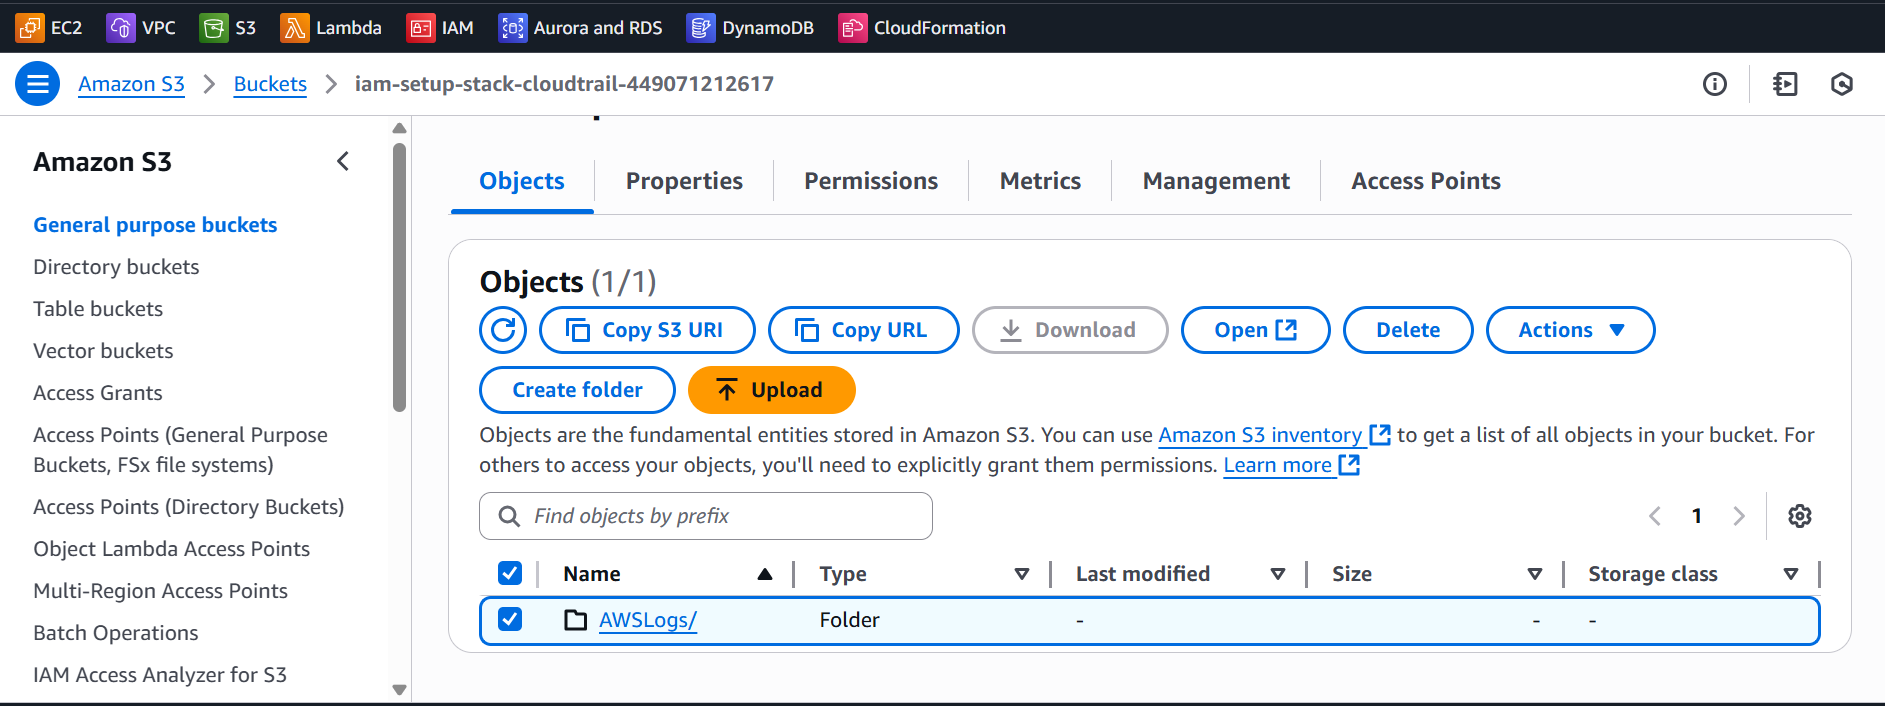 EC2 VPC S3 Lambda IAM Aurora and RDS DynamoDB CloudFormation
Amazon S3 Buckets iam-setup-stack-cloudtrail-449071212617
Amazon S3
General purpose buckets
Directory buckets
Table buckets
Vector buckets
Access Grants
Access Points (General Purpose
Buckets, FSx file systems)
Access Points (Directory Buckets)
Object Lambda Access Points
Multi-Region Access Points
Batch Operations
IAM Access Analyzer for S3
Objects Properties Permissions Metrics Management Access Points
Objects (1/1)
Copy S3 URI Copy URL Download Open Delete Actions
Create folder Upload
Objects are the fundamental entities stored in Amazon S3. You can use Amazon S3 inventory to get a list of all objects in your bucket. For
others to access your objects, you'll need to explicitly grant them permissions. Learn more
Find objects by prefix 1
Name Type Last modified Size Storage class
AWSLogs/ Folder - - -